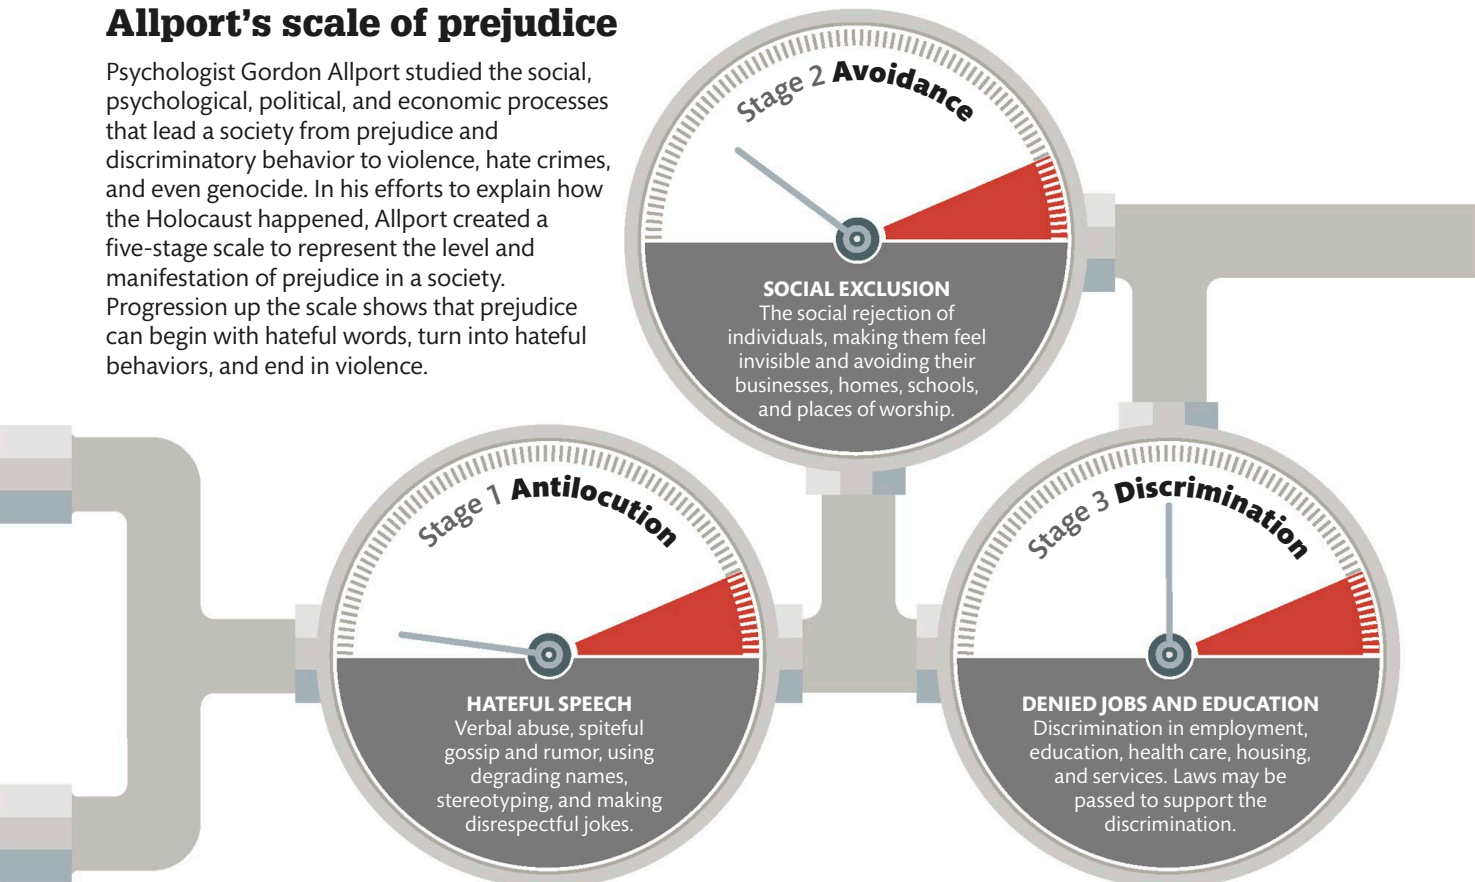 Allport's scale of prejudice
Psychologist Gordon Allport studied the social,
psychological, political, and economic processes
that lead a society from prejudice and
discriminatory behavior to violence, hate crimes,
and even genocide. In his efforts to explain how
the Holocaust happened, Allport created a
five-stage scale to represent the level and
manifestation of prejudice in a society.
Progression up the scale shows that prejudice
can begin with hateful words, turn into hateful
behaviors, and end in violence.
Stage 1 Antilocution
HATEFUL SPEECH
Verbal abuse, spiteful
gossip and rumor, using
degrading names,
stereotyping, and making
disrespectful jokes.
Stage 2 Avoidance
SOCIAL EXCLUSION
The social rejection of
individuals, making them feel
invisible and avoiding their
businesses, homes, schools,
and places of worship.
Stage 3 Discrimination
DENIED JOBS AND EDUCATION
Discrimination in employment,
education, health care, housing,
and services. Laws may be
passed to support the
discrimination.